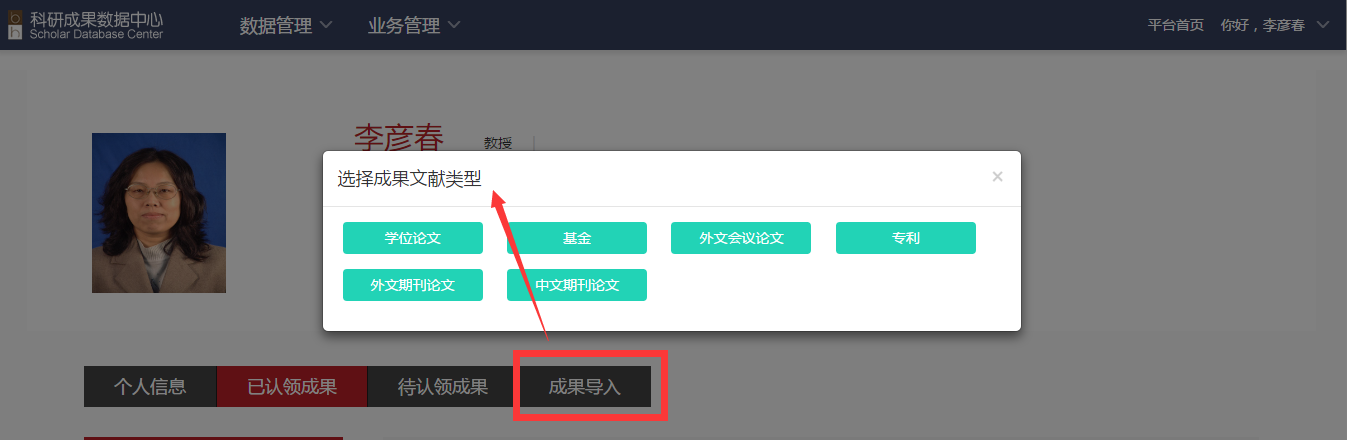 科研成果数据中心
Scholar Database Center
数据管理
业务管理
平台首页
你好，李彦春
李彦春
教授
选择成果文献类型
×
学位论文
基金
外文会议论文
专利
外文期刊论文
中文期刊论文
个人信息
已认领成果
待认领成果
成果导入